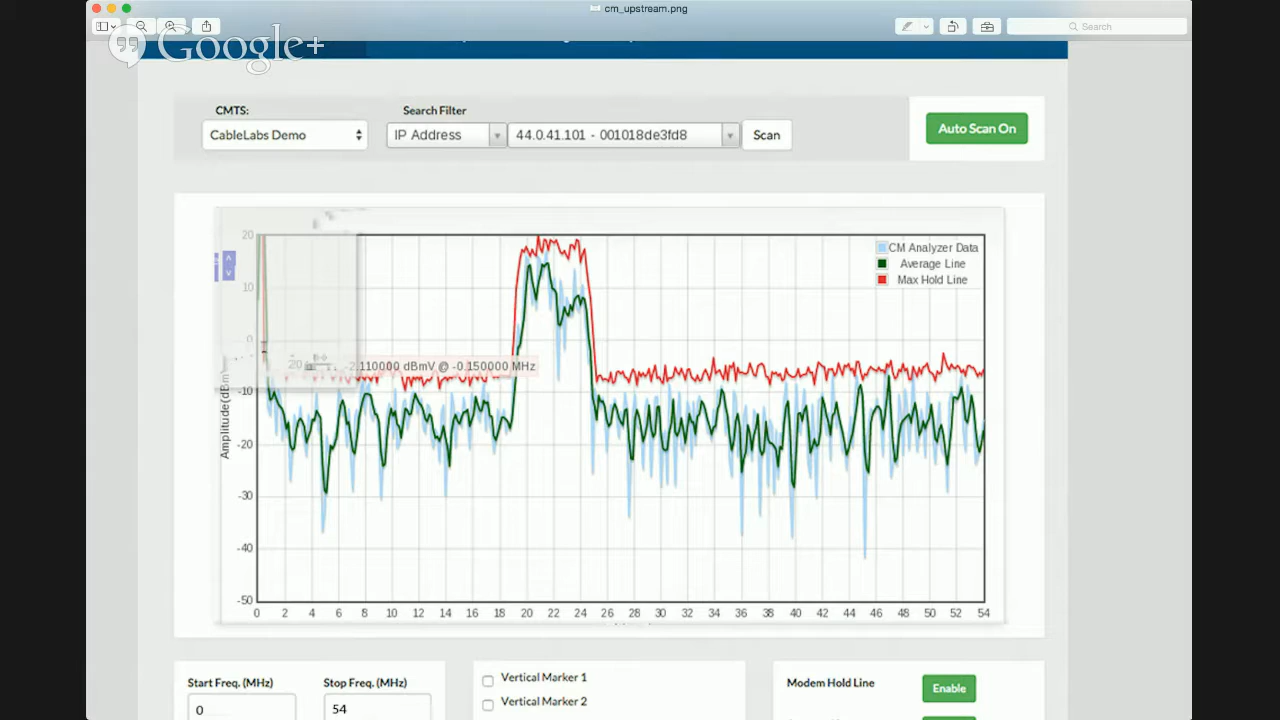 cm_upstream.png
Search
Google+
CMTS:
Search Filter
CableLabs Demo
IP Address
44.0.41.101 - 001018de3fd8
Scan
Auto Scan On
20
10
0
-10
-20
-30
-40
-50
Amplitude(dBm
-2.110000 dBmV @ -0.150000 MHz
CM Analyzer Data
Average Line
Max Hold Line
0 2 4 6 8 10 12 14 16 18 20 22 24 26 28 30 32 34 36 38 40 42 44 46 48 50 52 54
Start Freq. (MHz)
Stop Freq. (MHz)
0
54
Vertical Marker 1
Vertical Marker 2
Modem Hold Line
Enable